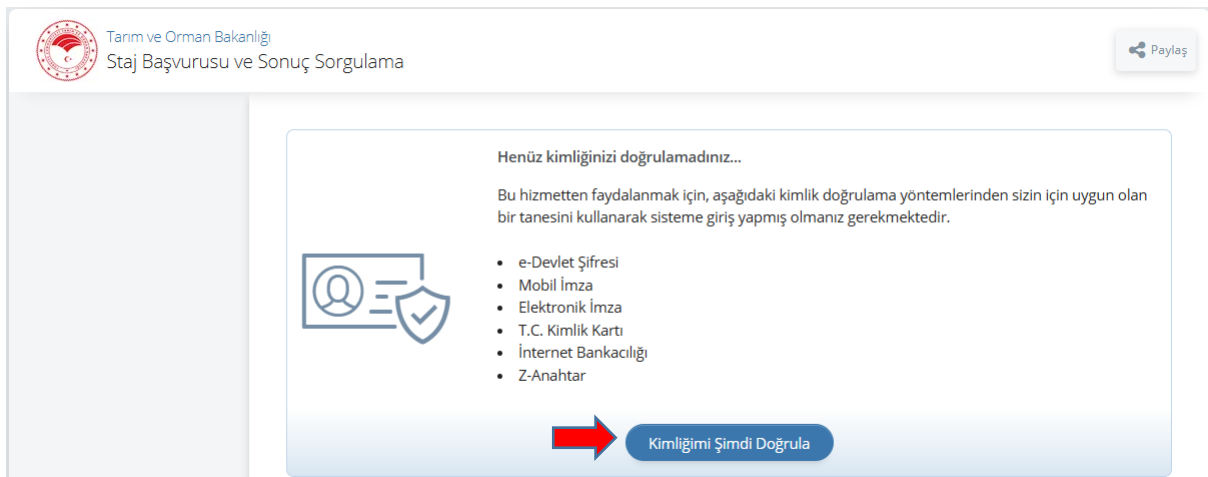 Tarım ve Orman Bakanlığı
Staj Başvurusu ve Sonuç Sorgulama
Paylaş
Henüz kimliğinizi doğrulamadınız...
Bu hizmetten faydalanmak için, aşağıdaki kimlik doğrulama yöntemlerinden sizin için uygun olan
bir tanesini kullanarak sisteme giriş yapmış olmanız gerekmektedir.
• e-Devlet Şifresi
• Mobil İmza
• Elektronik İmza
• T.C. Kimlik Kartı
• İnternet Bankacılığı
• Z-Anahtar
Kimliğimi Şimdi Doğrula